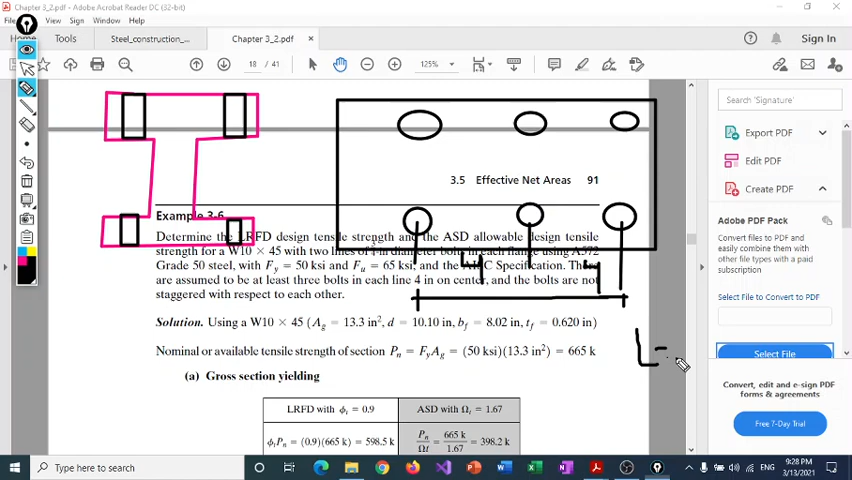 Chapter 3_2.pdf - Adobe Acrobat Reader DC (32-bit)
View Sign Window Help
Tools Steel_construction_... Chapter 3_2.pdf × Sign In
18 / 41 125%
3.5 Effective Net Areas 91
Example 3-6
Determine the LRFD design tensile strength and the ASD allowable design tensile
strength for a W10 × 45 with two lines of in diameter bolts in each flange using A572
Grade 50 steel, with Fy = 50 ksi and Fu = 65 ksi, and the AISC Specification. There
are assumed to be at least three bolts in each line 4 in on center, and the bolts are not
staggered with respect to each other.
4 4
Solution. Using a W10 × 45 (Ag = 13.3 in², d = 10.10 in, bf = 8.02 in, tf = 0.620 in)
L=
Nominal or available tensile strength of section Pn = FyAg = (50 ksi)(13.3 in²) = 665 k
(a) Gross section yielding
LRFD with ϕt = 0.9 ASD with Ωt = 1.67
ϕtPn = (0.9)(665 k) = 598.5 k Pn/Ωt = 665 k/1.67 = 398.2 k
Search 'Signature'
Export PDF
Edit PDF
Create PDF
Adobe PDF Pack
Convert files to PDF and
easily combine them with
other file types with a paid
subscription
Select File to Convert to PDF
Select File
Convert, edit and e-sign PDF
forms & agreements
Free 7-Day Trial
Type here to search
ENG
9:28 PM
3/13/2021